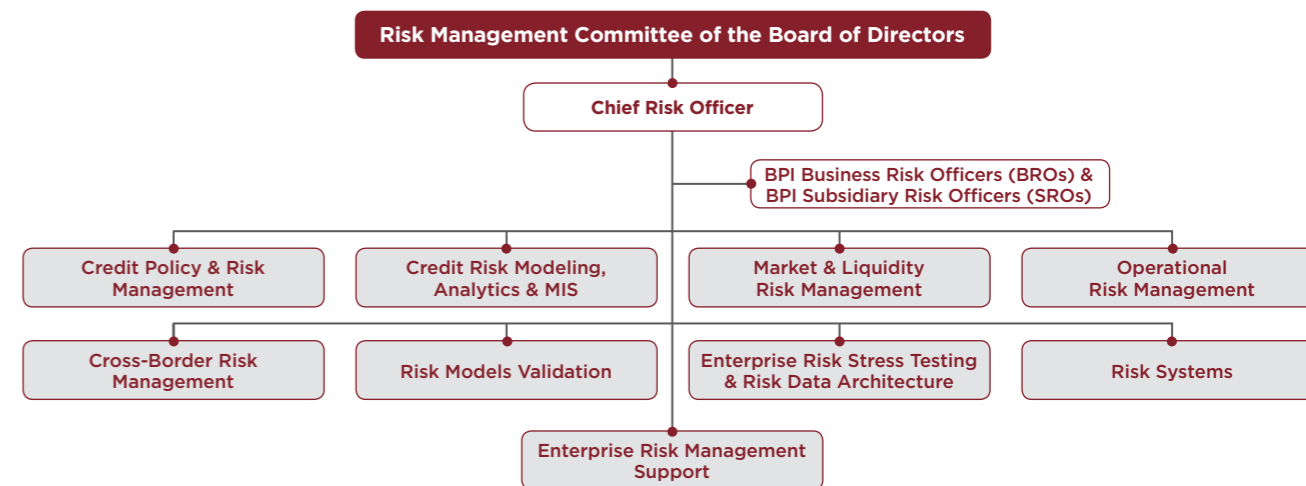 Risk Management Committee of the Board of Directors
Chief Risk Officer
BPI Business Risk Officers (BROs) &
BPI Subsidiary Risk Officers (SROs)
Credit Policy & Risk
Management
Credit Risk Modeling,
Analytics & MIS
Market & Liquidity
Risk Management
Operational
Risk Management
Cross-Border Risk
Management
Risk Models Validation
Enterprise Risk Stress Testing
& Risk Data Architecture
Risk Systems
Enterprise Risk Management
Support